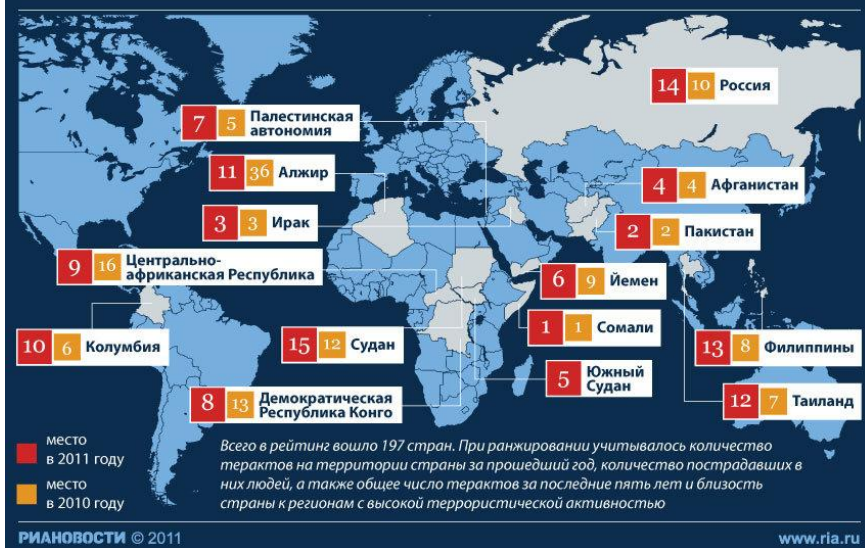 14 10 Россия
7 5 Палестинская
автономия
11 36 Алжир
4 4 Афганистан
3 3 Ирак
2 2 Пакистан
9 16 Центрально-
африканская Республика
6 9 Йемен
10 6 Колумбия
15 12 Судан
1 1 Сомали
13 8 Филиппины
5 Южный
Судан
8 13 Демократическая
Республика Конго
12 7 Таиланд
место
в 2011 году
место
в 2010 году
Всего в рейтинг вошло 197 стран. При ранжировании учитывалось количество
терактов на территории страны за прошедший год, количество пострадавших в
них людей, а также общее число терактов за последние пять лет и близость
страны к регионам с высокой террористической активностью
РИАНОВОСТИ © 2011
www.ria.ru